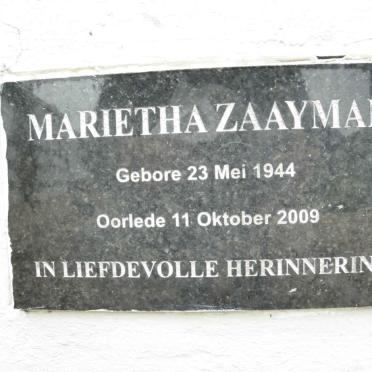 MARIETHA ZAAYMA
Gebore 23 Mei 1944
Oorlede 11 Oktober 2009
IN LIEFDEVOLLE HERINNERIN